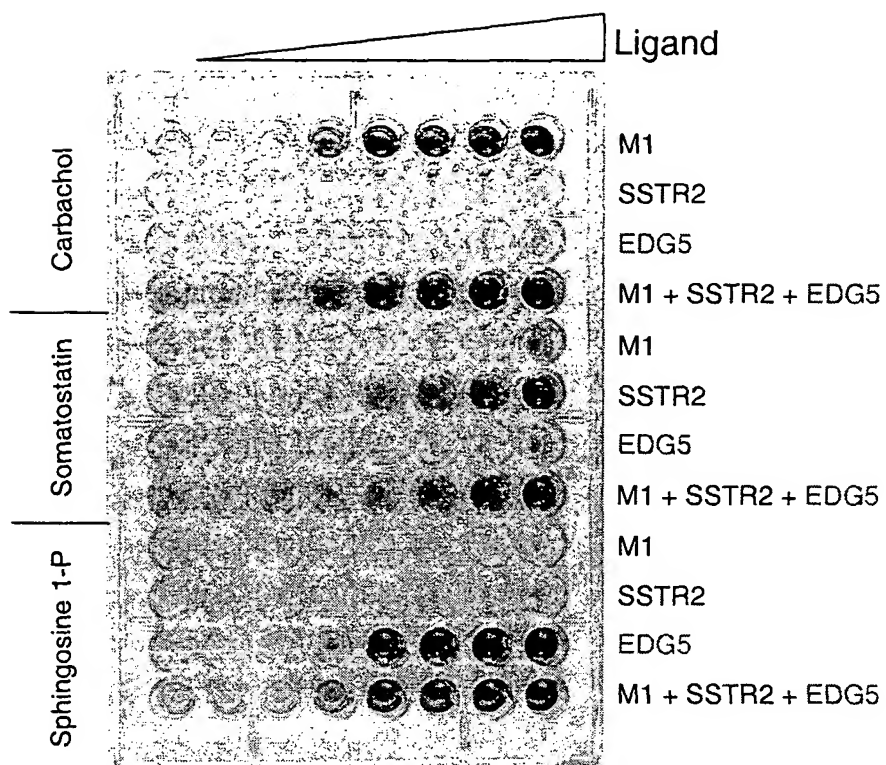 Ligand
Carbachol
M1
SSTR2
EDG5
M1 + SSTR2 + EDG5
Somatostatin
M1
SSTR2
EDG5
M1 + SSTR2 + EDG5
Sphingosine 1-P
M1
SSTR2
EDG5
M1 + SSTR2 + EDG5